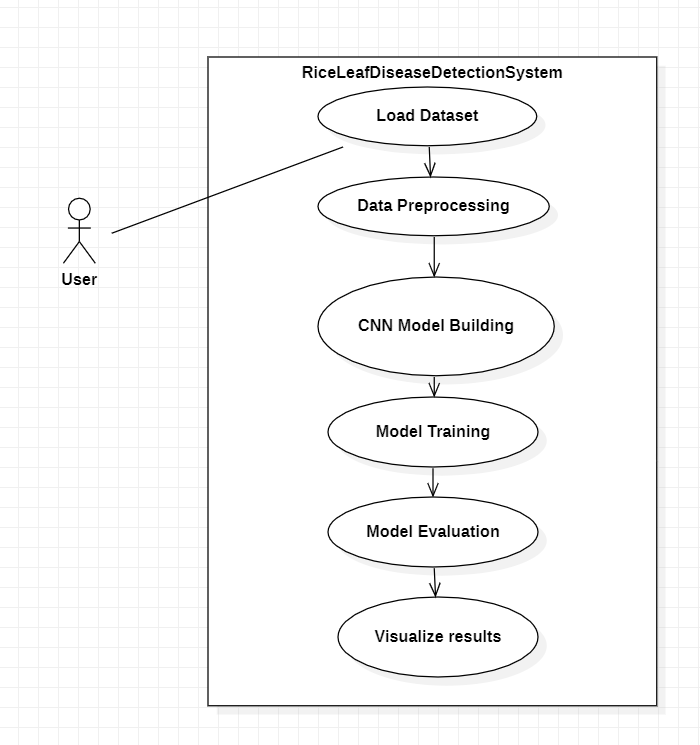 RiceLeafDiseaseDetectionSystem
Load Dataset
Data Preprocessing
User
CNN Model Building
Model Training
Model Evaluation
Visualize results